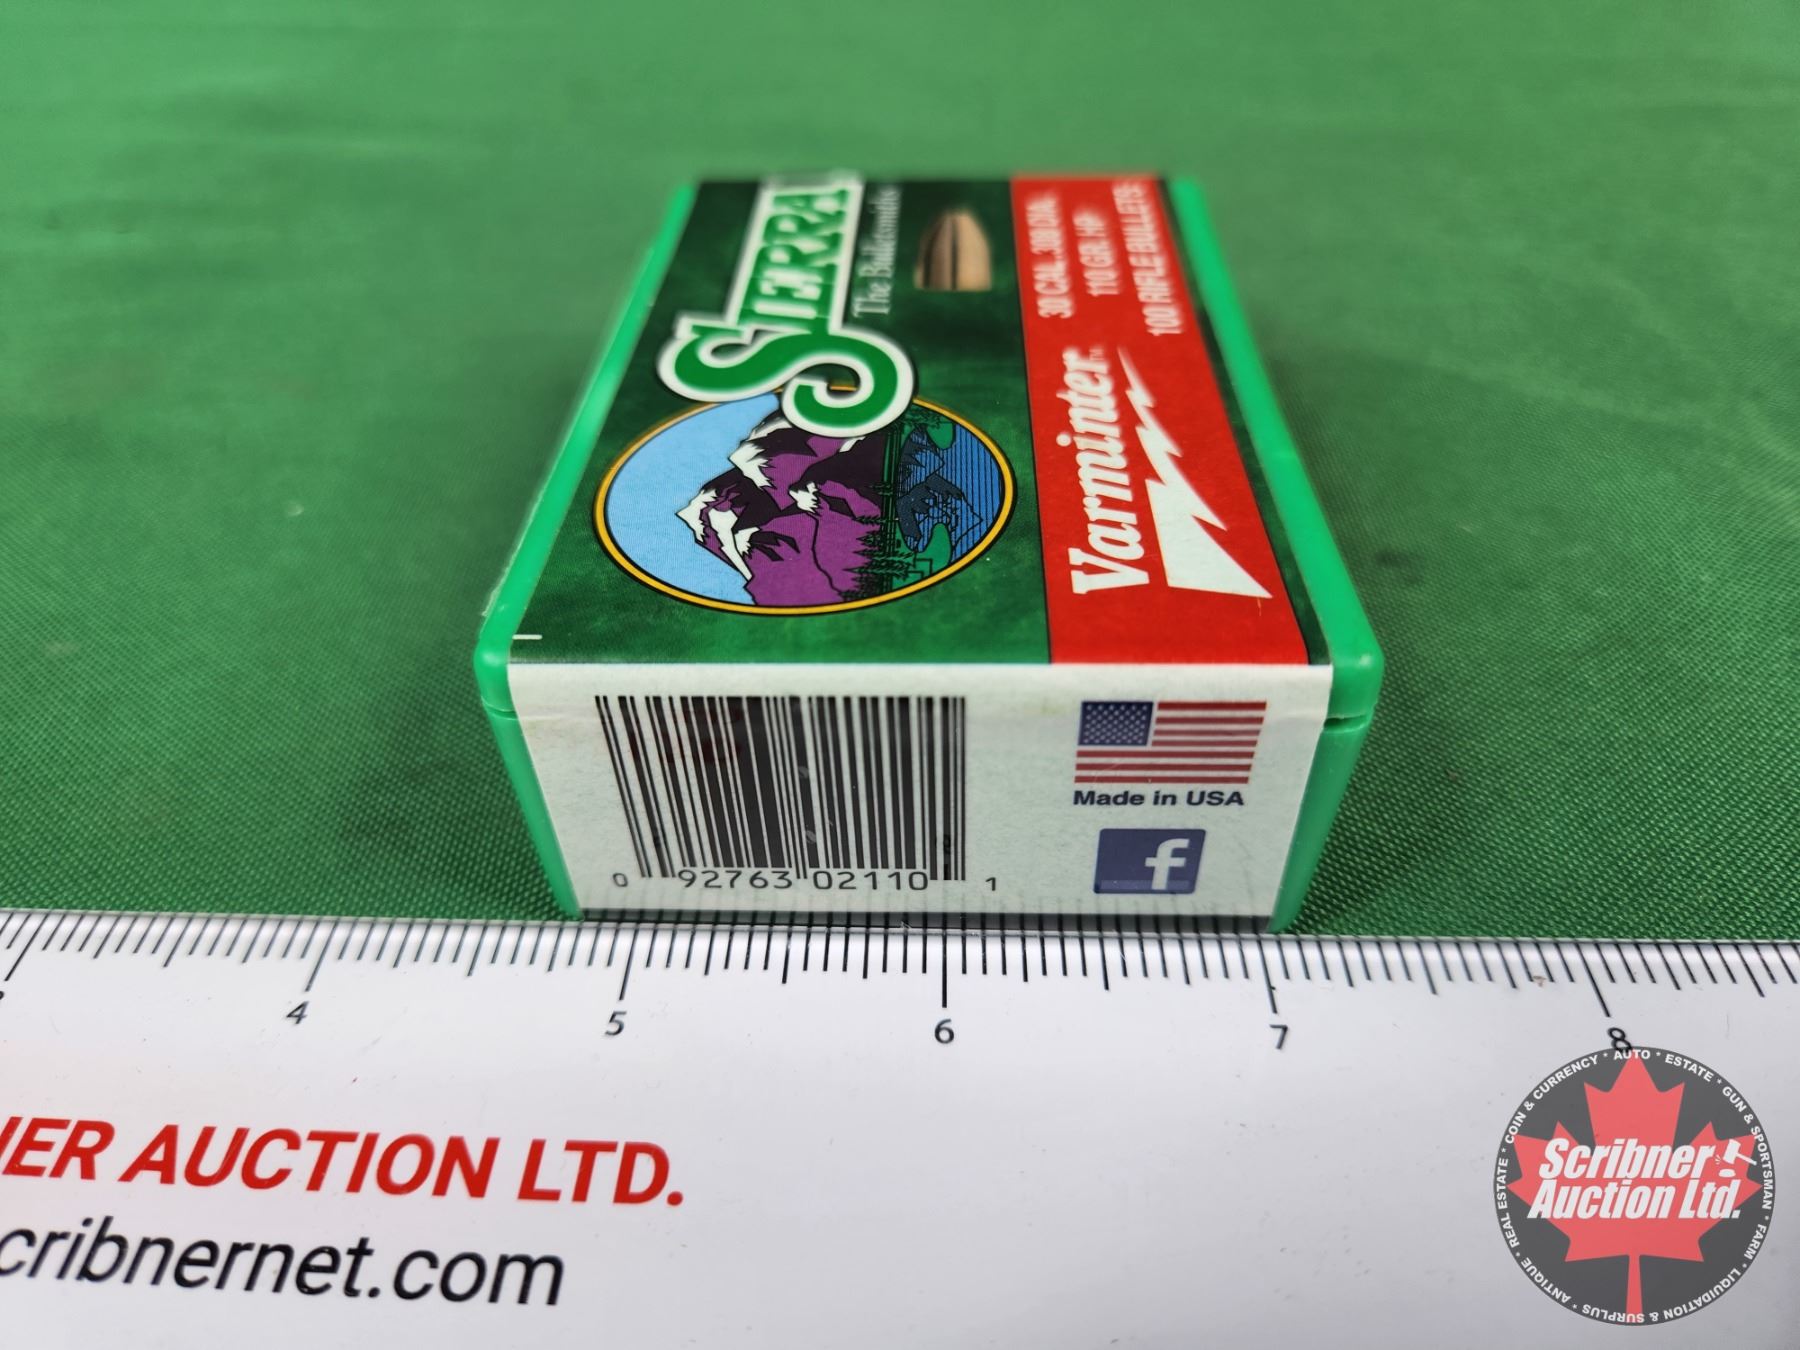 SIERRA
The Bulletsmiths
Varminter™
30 CAL. .308 DIA.
110 GR. HP
100 RIFLE BULLETS
0 92763 02110 1
Made in USA
f
4 5 6 7 8
ER AUCTION LTD.
cribnernet.com
COIN & CURRENCY * AUTO * ESTATE * GUN & SPORTSMAN * FARM * LIQUIDATION & SURPLUS * ANTIQUE * REAL ESTATE *
Scribner
Auction Ltd.